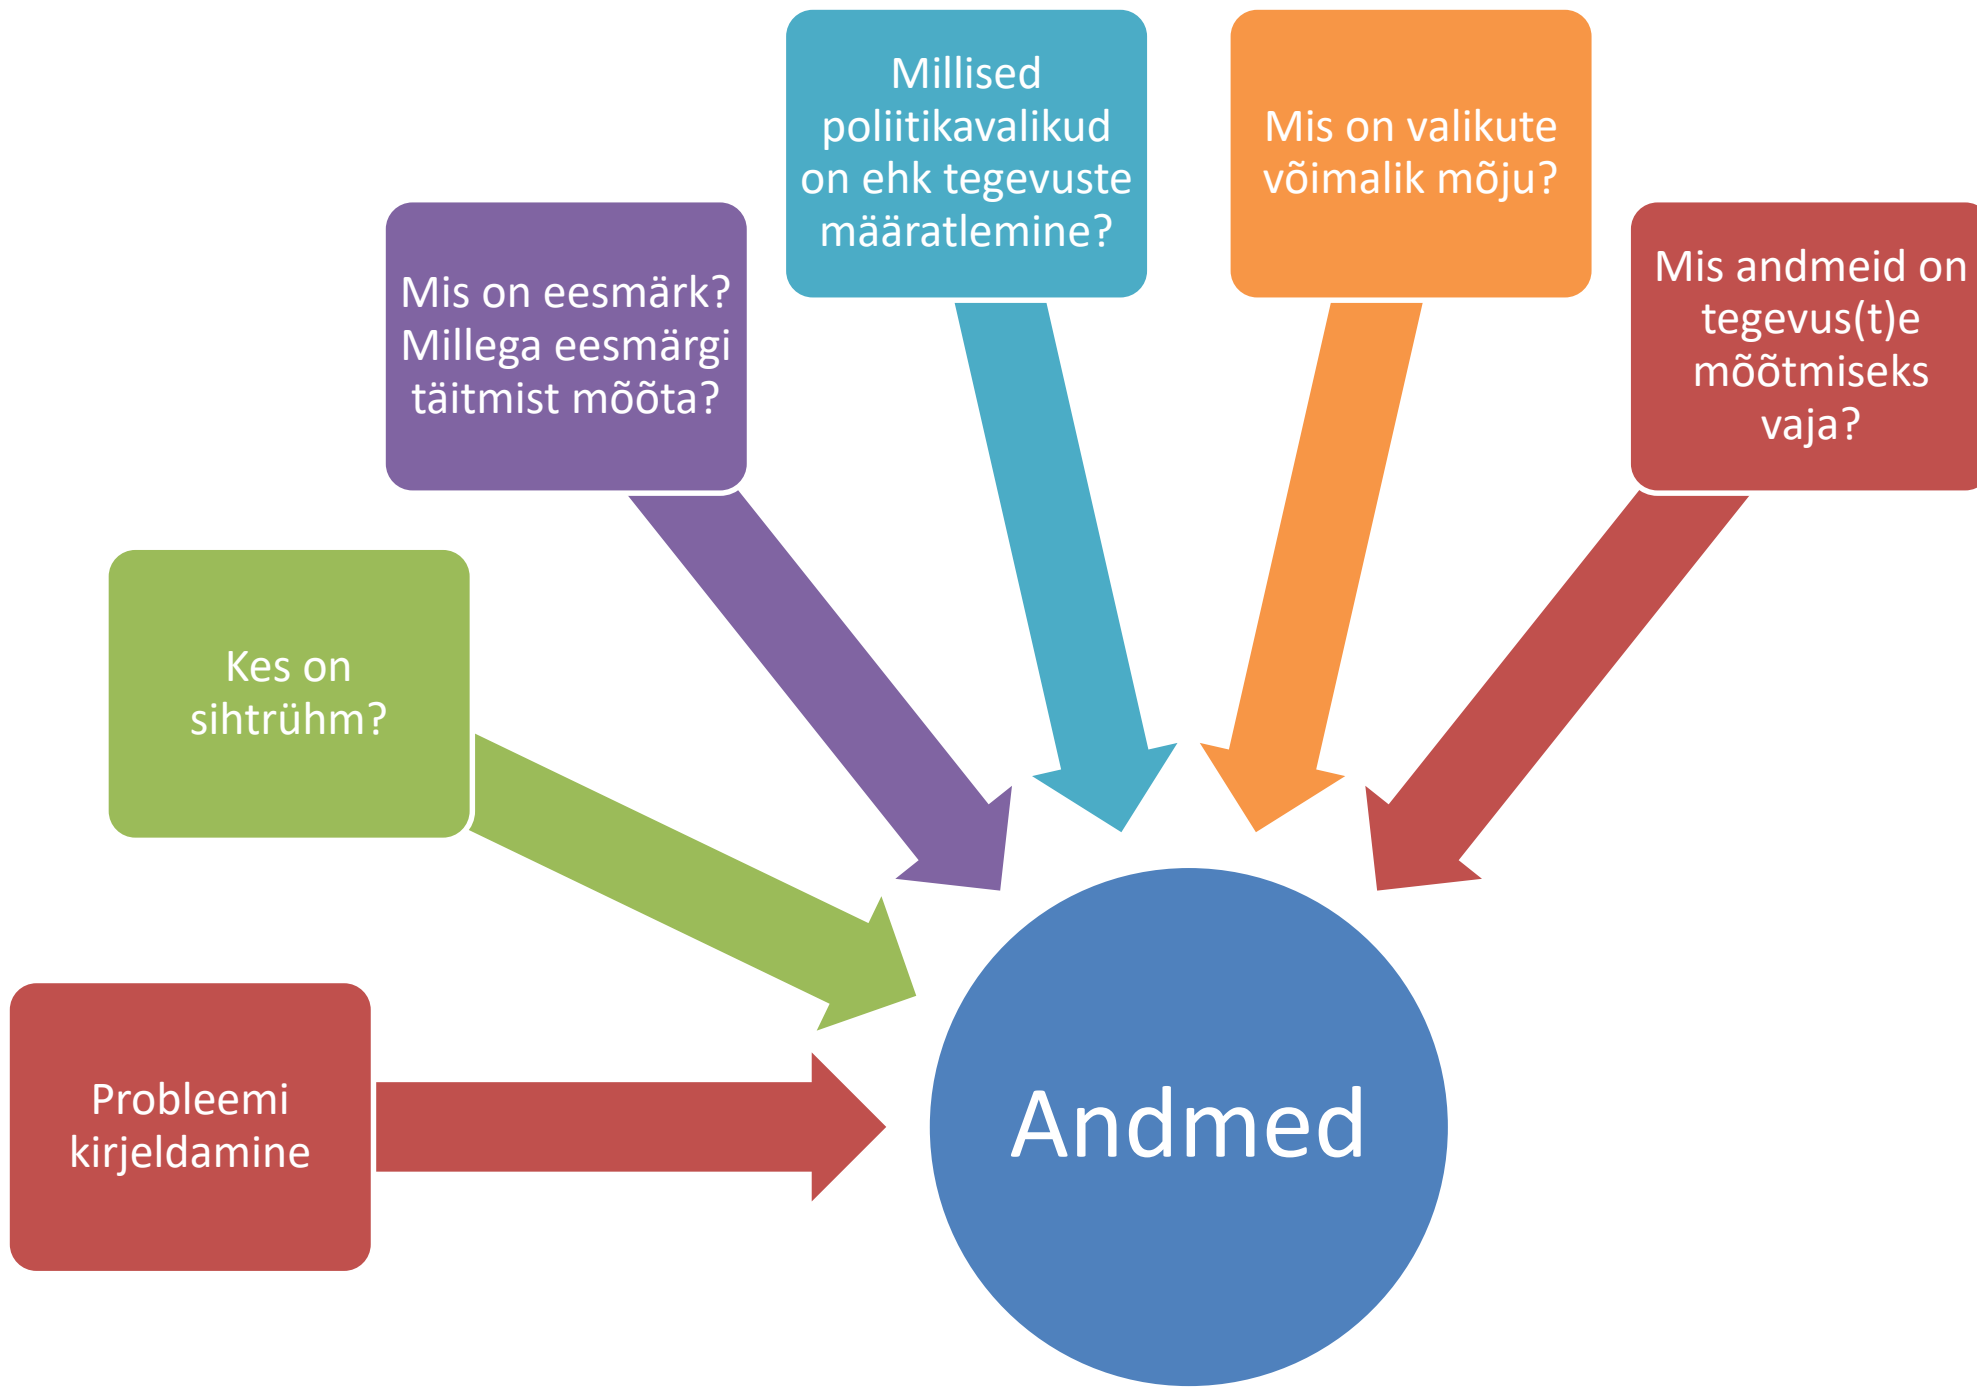 Probleemi
kirjeldamine
Kes on
sihtrühm?
Mis on eesmärk?
Millega eesmärgi
täitmist mõõta?
Millised
poliitikavalikud
on ehk tegevuste
määratlemine?
Mis on valikute
võimalik mõju?
Mis andmeid on
tegevus(t)e
mõõtmiseks
vaja?
Andmed